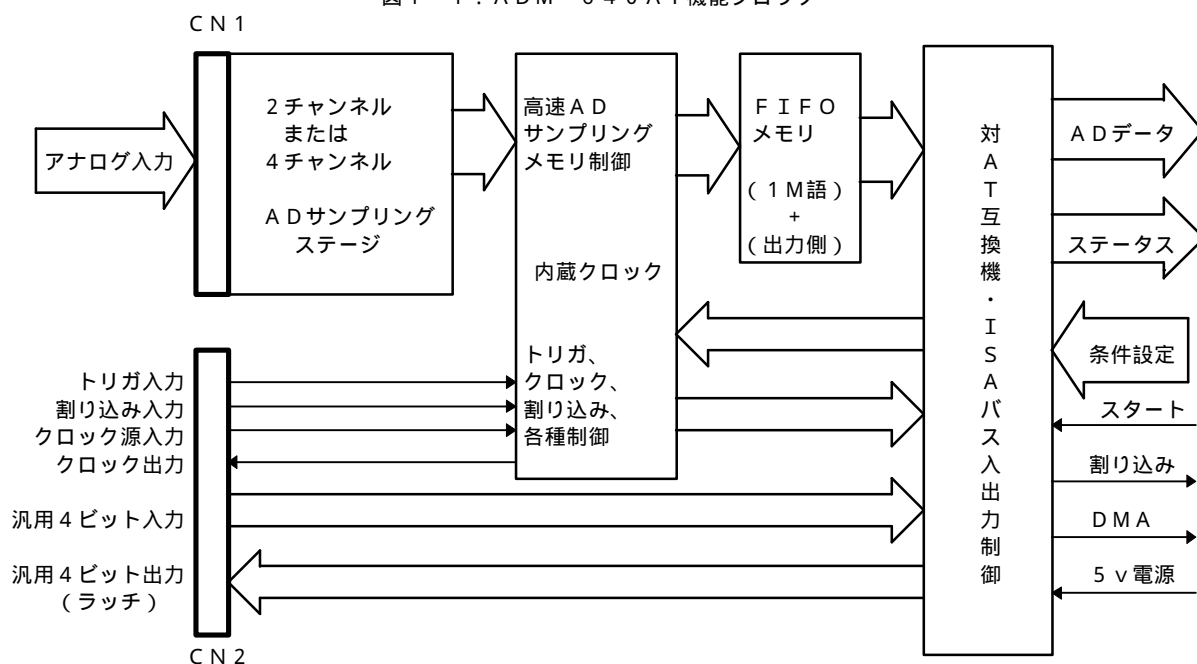 CN1
アナログ入力
2チャンネル
または
4チャンネル
ADサンプリング
ステージ
高速AD
サンプリング
メモリ制御
内蔵クロック
トリガ、
クロック、
割り込み、
各種制御
FIFO
メモリ
(1M語)
+
(出力側)
対AT互換機・ISAバス入出力制御
ADデータ
ステータス
条件設定
スタート
割り込み
DMA
5v電源
トリガ入力
割り込み入力
クロック源入力
クロック出力
汎用4ビット入力
汎用4ビット出力
(ラッチ)
CN2